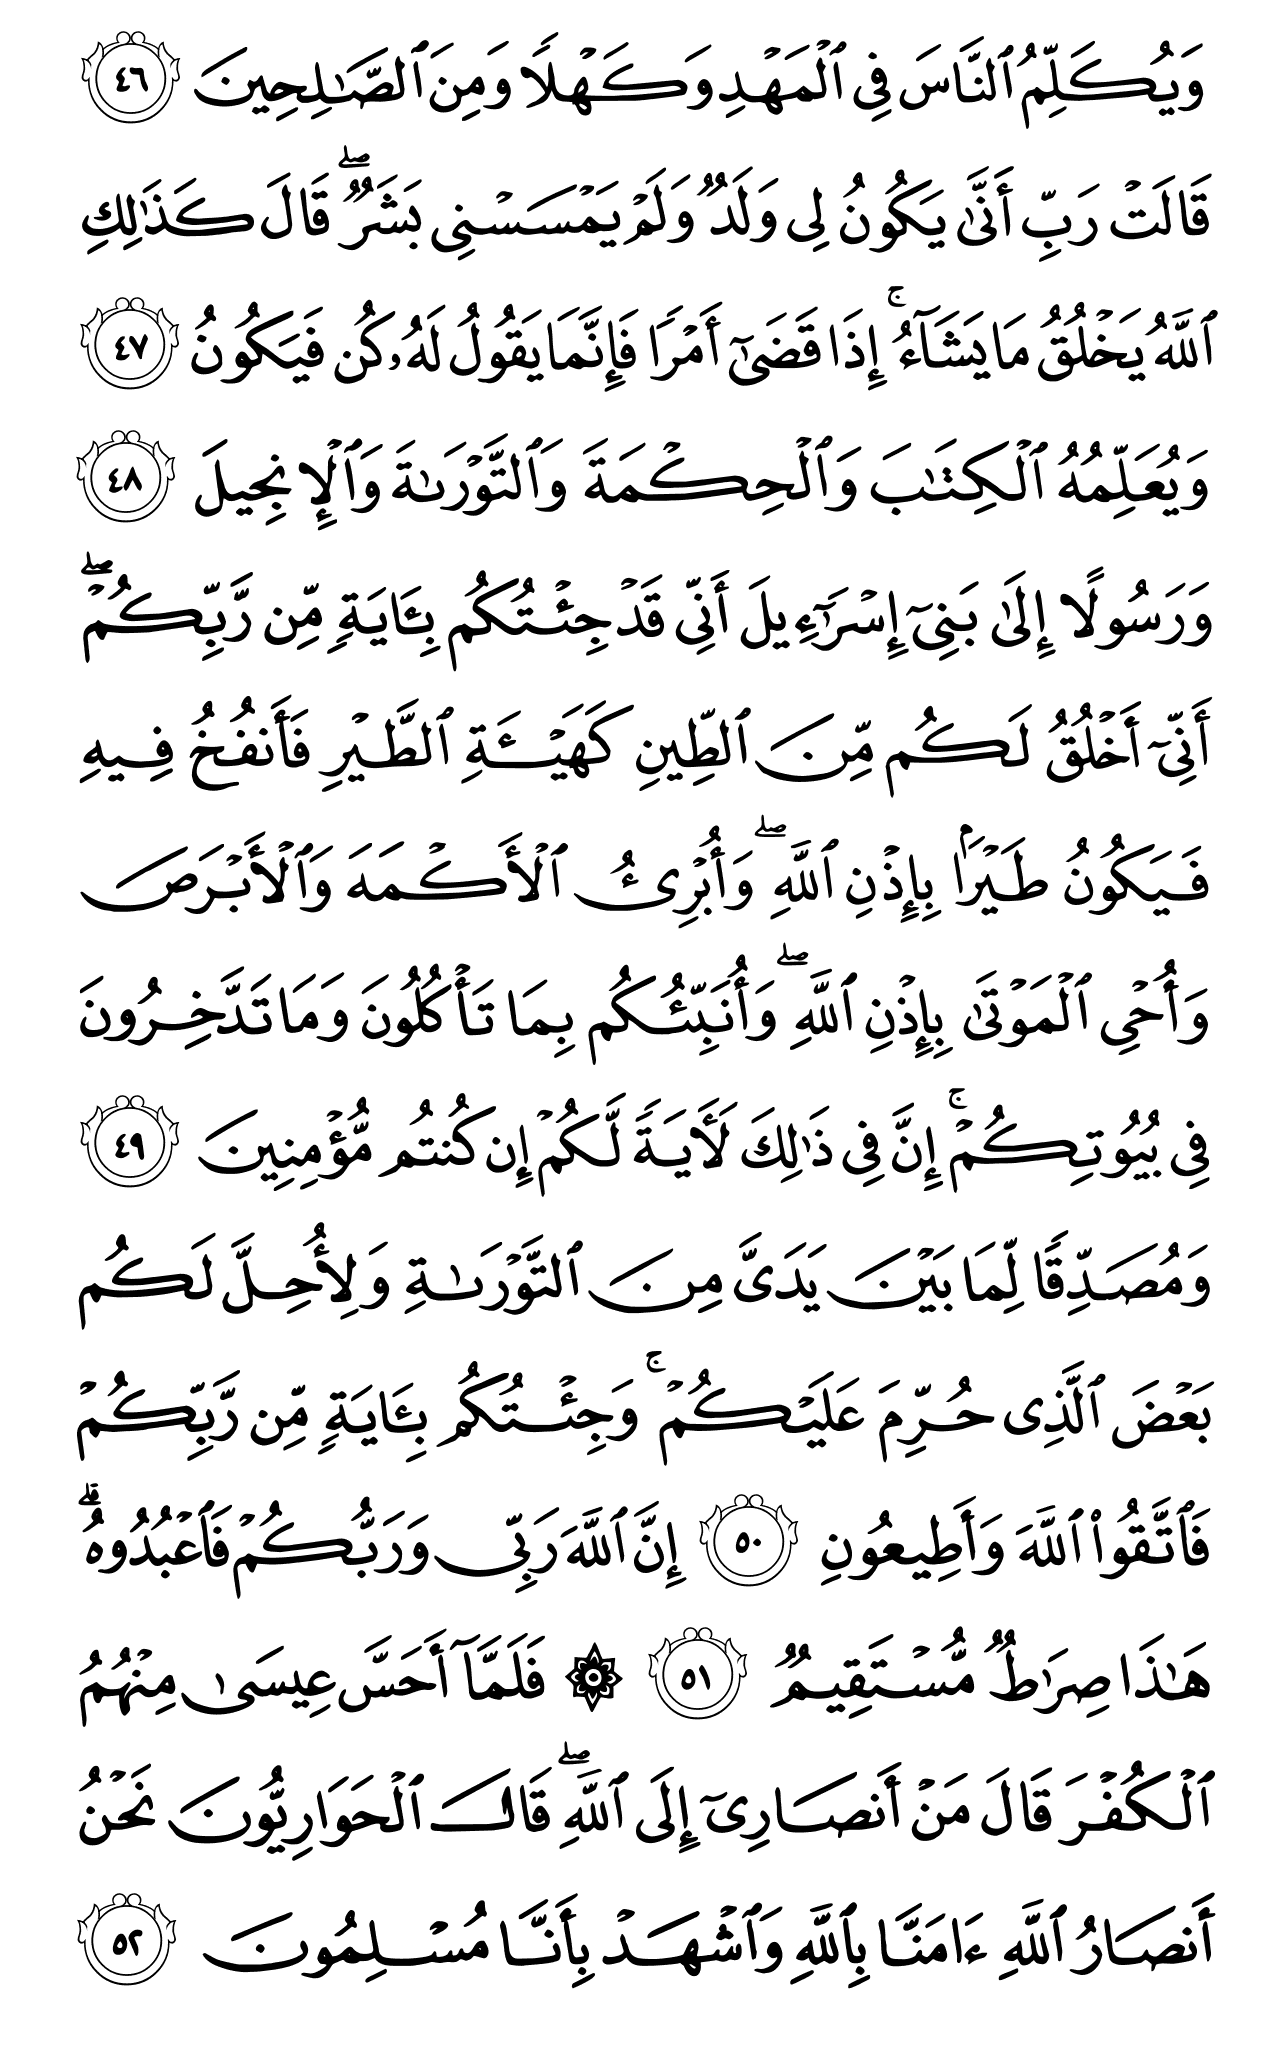 وَيُكَلِّمُ ٱلنَّاسَ فِي ٱلۡمَهۡدِ وَكَهۡلٗا وَمِنَ ٱلصَّٰلِحِينَ ٤٦
قَالَتۡ رَبِّ أَنَّىٰ يَكُونُ لِي وَلَدٞ وَلَمۡ يَمۡسَسۡنِي بَشَرٞۖ قَالَ كَذَٰلِكِ
ٱللَّهُ يَخۡلُقُ مَا يَشَآءُۚ إِذَا قَضَىٰٓ أَمۡرٗا فَإِنَّمَا يَقُولُ لَهُۥ كُن فَيَكُونُ ٤٧
وَيُعَلِّمُهُ ٱلۡكِتَٰبَ وَٱلۡحِكۡمَةَ وَٱلتَّوۡرَىٰةَ وَٱلۡإِنجِيلَ ٤٨
وَرَسُولًا إِلَىٰ بَنِيٓ إِسۡرَٰٓءِيلَ أَنِّي قَدۡ جِئۡتُكُم بِـَٔايَةٖ مِّن رَّبِّكُمۡۖ
أَنِّيٓ أَخۡلُقُ لَكُم مِّنَ ٱلطِّينِ كَهَيۡـَٔةِ ٱلطَّيۡرِ فَأَنفُخُ فِيهِ
فَيَكُونُ طَيۡرَۢا بِإِذۡنِ ٱللَّهِۖ وَأُبۡرِئُ ٱلۡأَكۡمَهَ وَٱلۡأَبۡرَصَ
وَأُحۡيِ ٱلۡمَوۡتَىٰ بِإِذۡنِ ٱللَّهِۖ وَأُنَبِّئُكُم بِمَا تَأۡكُلُونَ وَمَا تَدَّخِرُونَ
فِي بُيُوتِكُمۡۚ إِنَّ فِي ذَٰلِكَ لَأٓيَةٗ لَّكُمۡ إِن كُنتُم مُّؤۡمِنِينَ ٤٩
وَمُصَدِّقٗا لِّمَا بَيۡنَ يَدَيَّ مِنَ ٱلتَّوۡرَىٰةِ وَلِأُحِلَّ لَكُم
بَعۡضَ ٱلَّذِي حُرِّمَ عَلَيۡكُمۡۚ وَجِئۡتُكُم بِـَٔايَةٖ مِّن رَّبِّكُمۡ
فَٱتَّقُواْ ٱللَّهَ وَأَطِيعُونِ ٥٠ إِنَّ ٱللَّهَ رَبِّي وَرَبُّكُمۡ فَٱعۡبُدُوهُۗ
هَٰذَا صِرَٰطٞ مُّسۡتَقِيمٞ ٥١ ۞ فَلَمَّآ أَحَسَّ عِيسَىٰ مِنۡهُمُ
ٱلۡكُفۡرَ قَالَ مَنۡ أَنصَارِيٓ إِلَى ٱللَّهِۖ قَالَ ٱلۡحَوَارِيُّونَ نَحۡنُ
أَنصَارُ ٱللَّهِ ءَامَنَّا بِٱللَّهِ وَٱشۡهَدۡ بِأَنَّا مُسۡلِمُونَ ٥٢